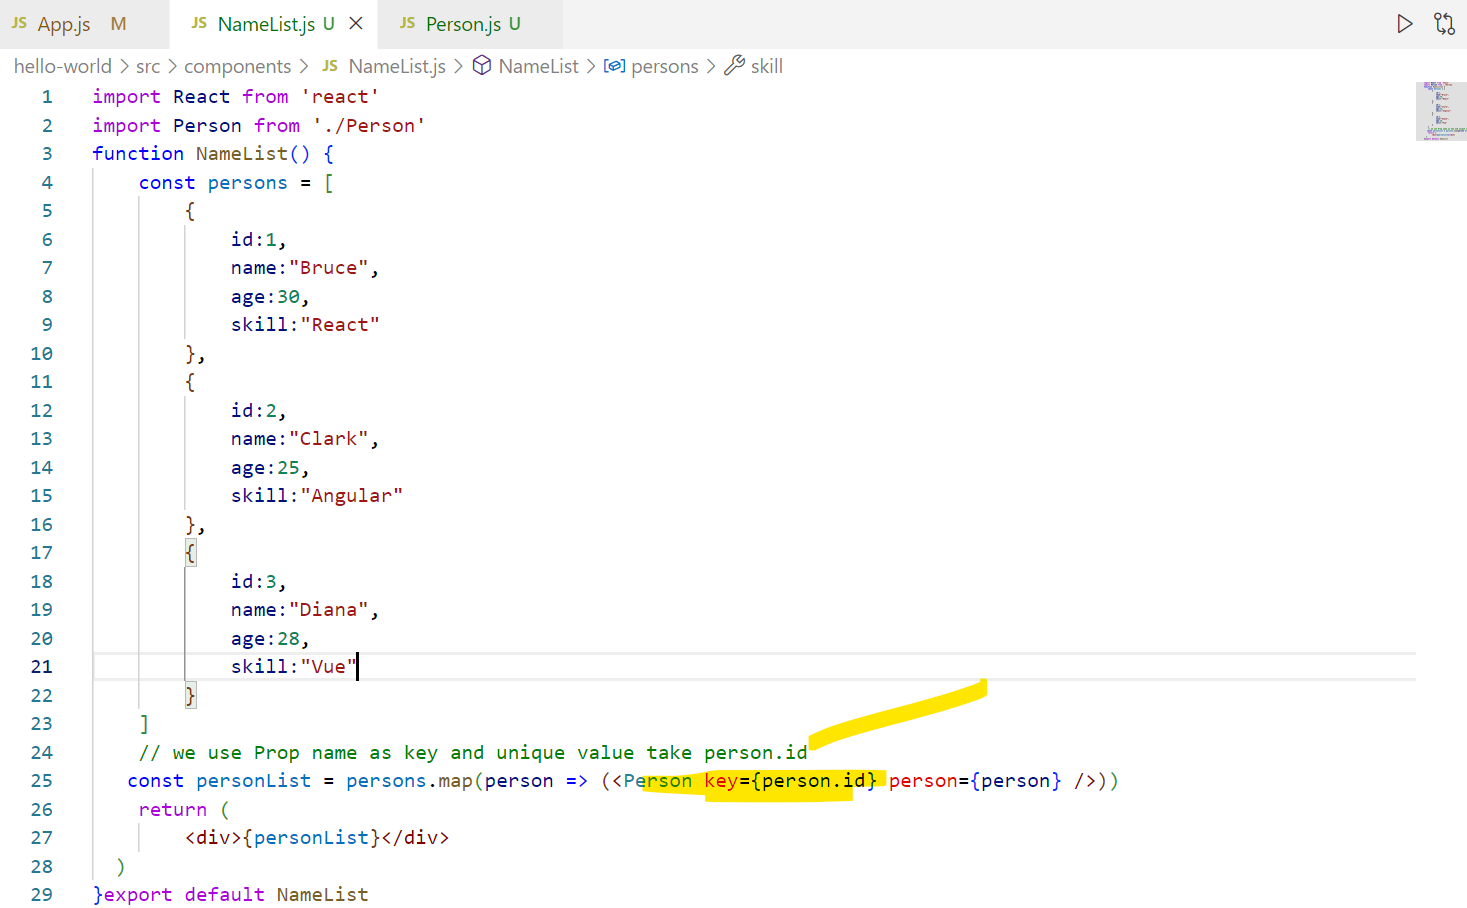 JS App.js M JS NameList.js U JS Person.js U
hello-world > src > components > JS NameList.js > NameList > persons > skill
1 import React from 'react'
2 import Person from './Person'
3 function NameList() {
4 const persons = [
5 {
6 id:1,
7 name:"Bruce",
8 age:30,
9 skill:"React"
10 },
11 {
12 id:2,
13 name:"Clark",
14 age:25,
15 skill:"Angular"
16 },
17 {
18 id:3,
19 name:"Diana",
20 age:28,
21 skill:"Vue"
22 }
23 ]
24 // we use Prop name as key and unique value take person.id
25 const personList = persons.map(person => (<Person key={person.id} person={person} />))
26 return (
27 <div>{personList}</div>
28 )
29 }export default NameList